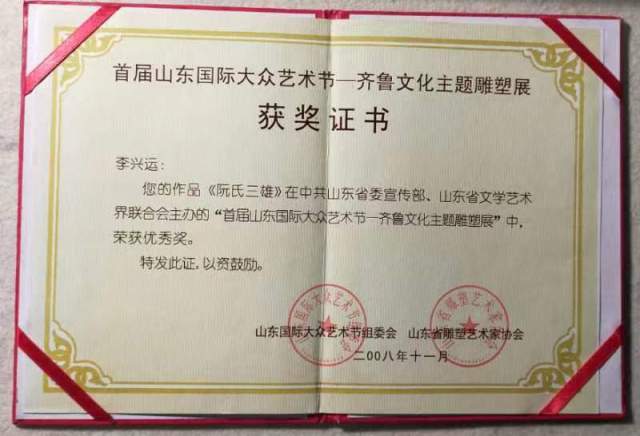 首届山东国际大众艺术节—齐鲁文化主题雕塑展
获奖证书
李兴运：
您的作品《阮氏三雄》在中共山东省委宣传部、山东省文学艺术
界联合会主办的“首届山东国际大众艺术节—齐鲁文化主题雕塑展”中，
荣获优秀奖。
特发此证，以资鼓励。
山东国际大众艺术节组委会 山东省雕塑艺术家协会
二00八年十一月